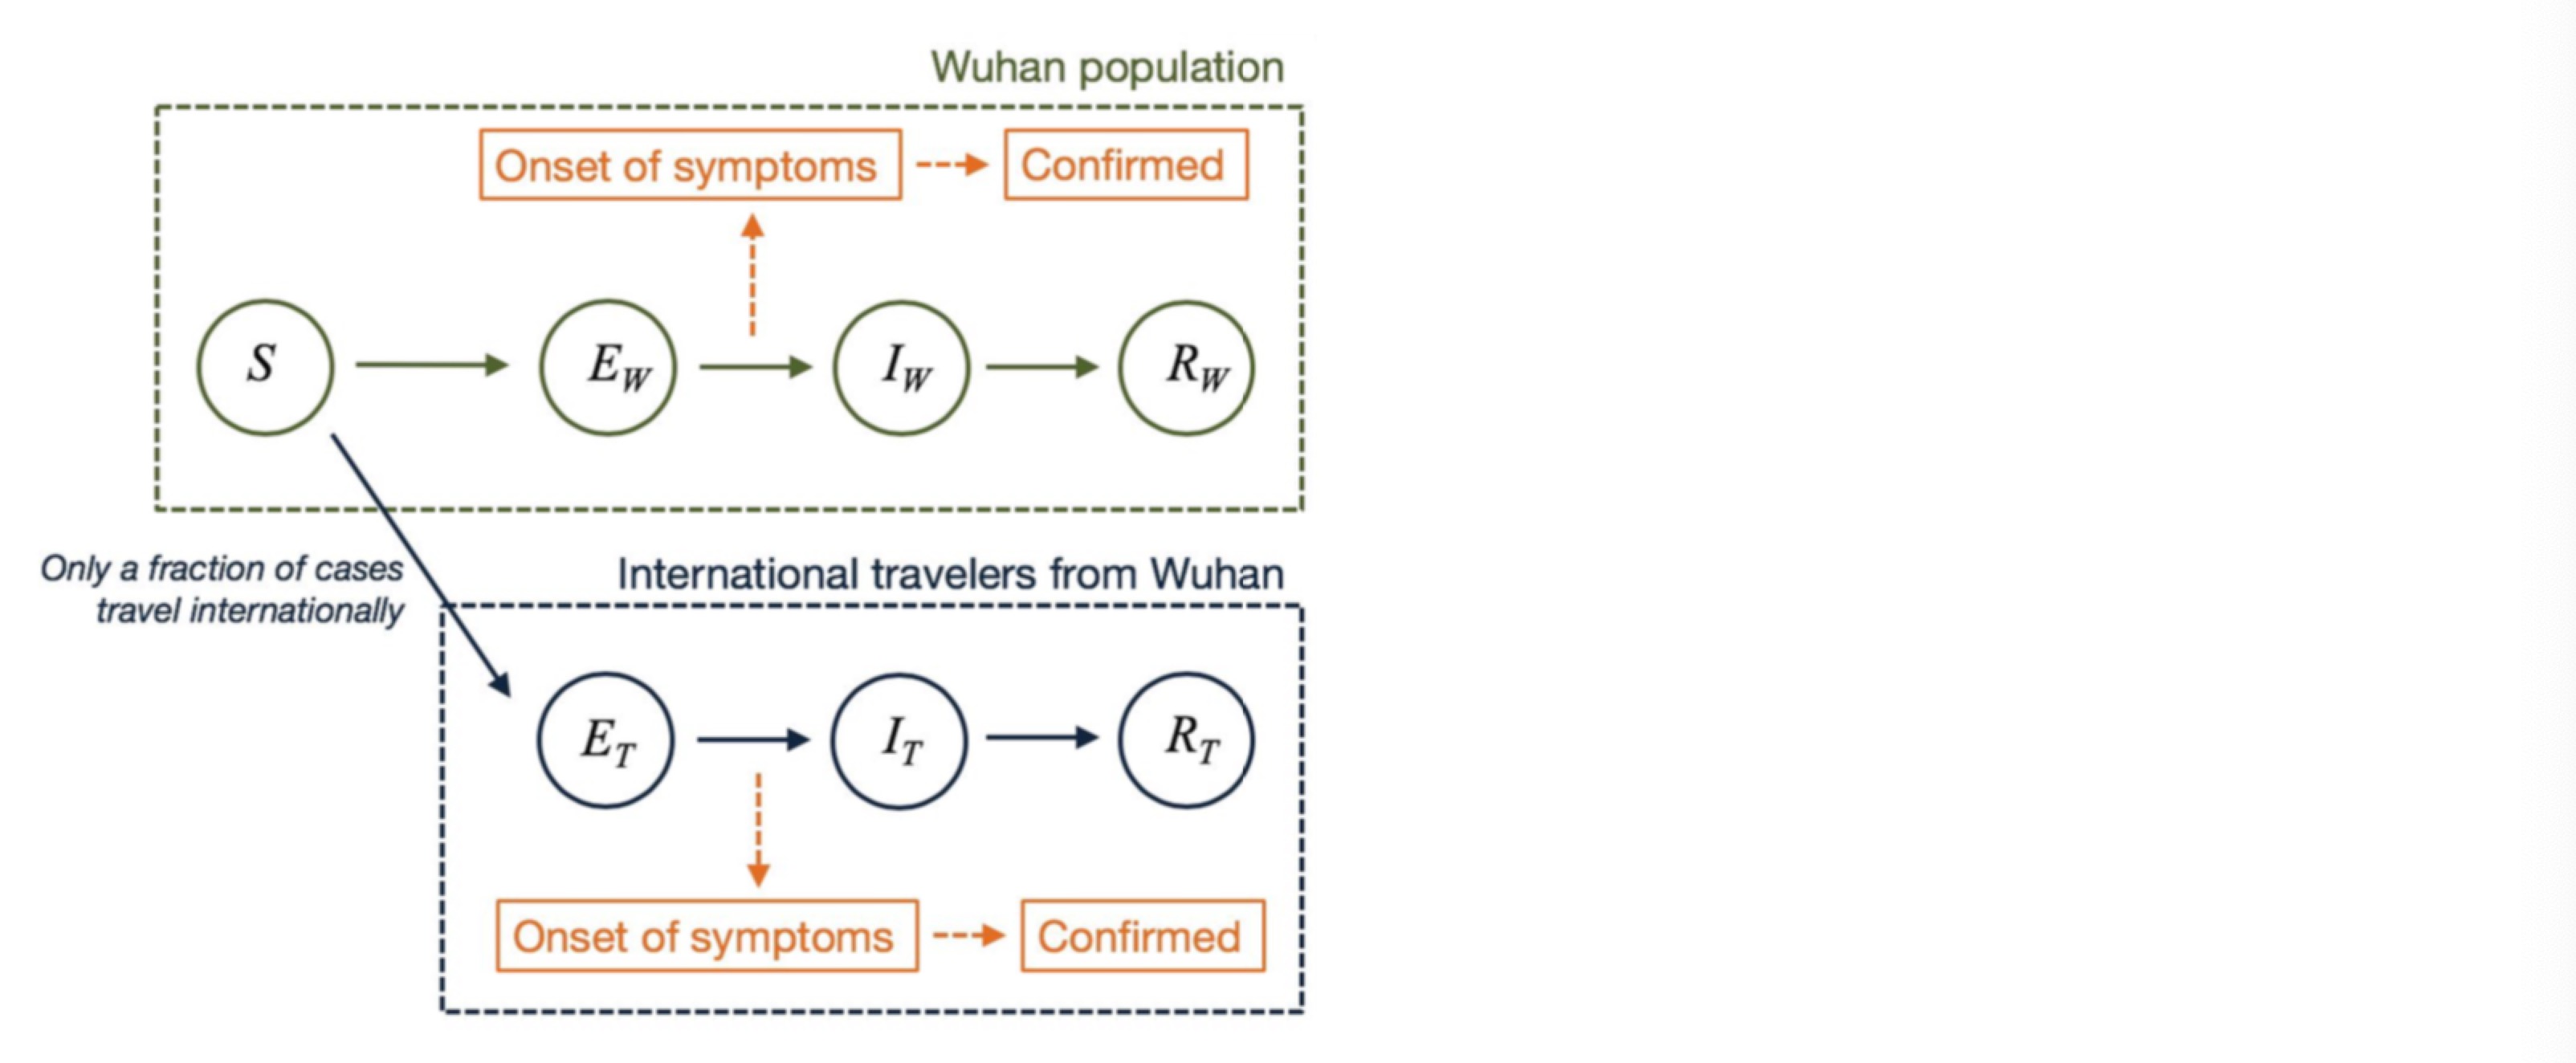 Wuhan population
Onset of symptoms
Confirmed
S
E_W
I_W
R_W
Only a fraction of cases
travel internationally
International travelers from Wuhan
E_T
I_T
R_T
Onset of symptoms
Confirmed